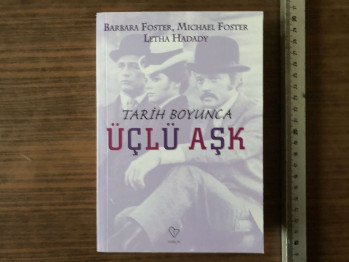 BARBARA FOSTER, MICHAEL FOSTER
LETHA HADADY
TARİH BOYUNCA
ÜÇLÜ AŞK